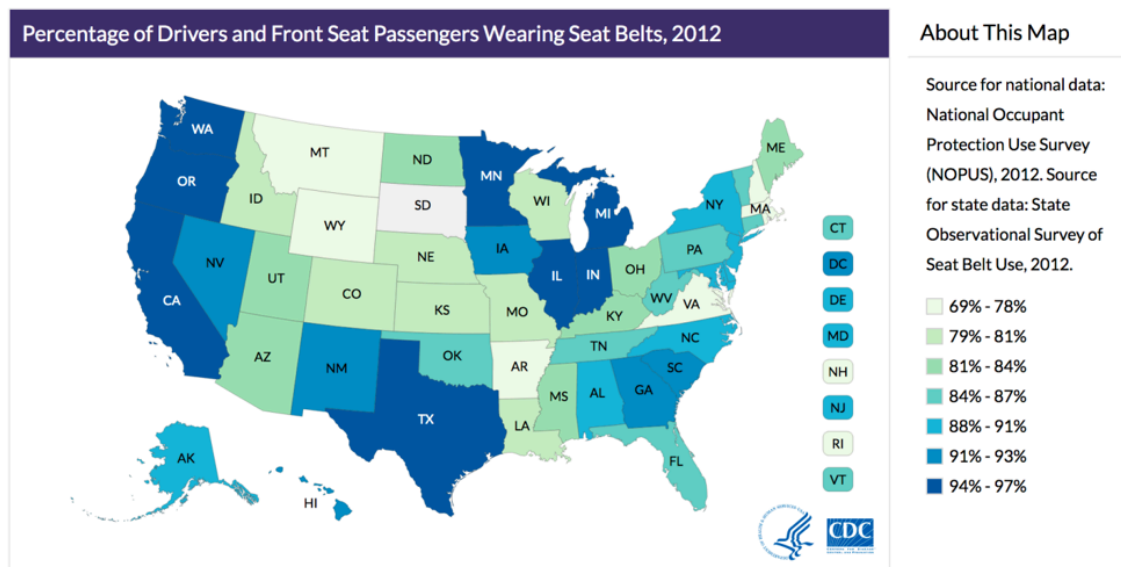 Percentage of Drivers and Front Seat Passengers Wearing Seat Belts, 2012
WA
OR
CA
NV
ID
MT
WY
UT
AZ
CO
NM
ND
SD
NE
KS
OK
TX
MN
IA
MO
AR
LA
WI
IL
MI
IN
OH
KY
TN
MS
AL
GA
FL
SC
NC
VA
WV
PA
NY
MA
ME
AK
HI
CT
DC
DE
MD
NH
NJ
RI
VT
CDC
About This Map
Source for national data:
National Occupant
Protection Use Survey
(NOPUS), 2012. Source
for state data: State
Observational Survey of
Seat Belt Use, 2012.
69% - 78%
79% - 81%
81% - 84%
84% - 87%
88% - 91%
91% - 93%
94% - 97%